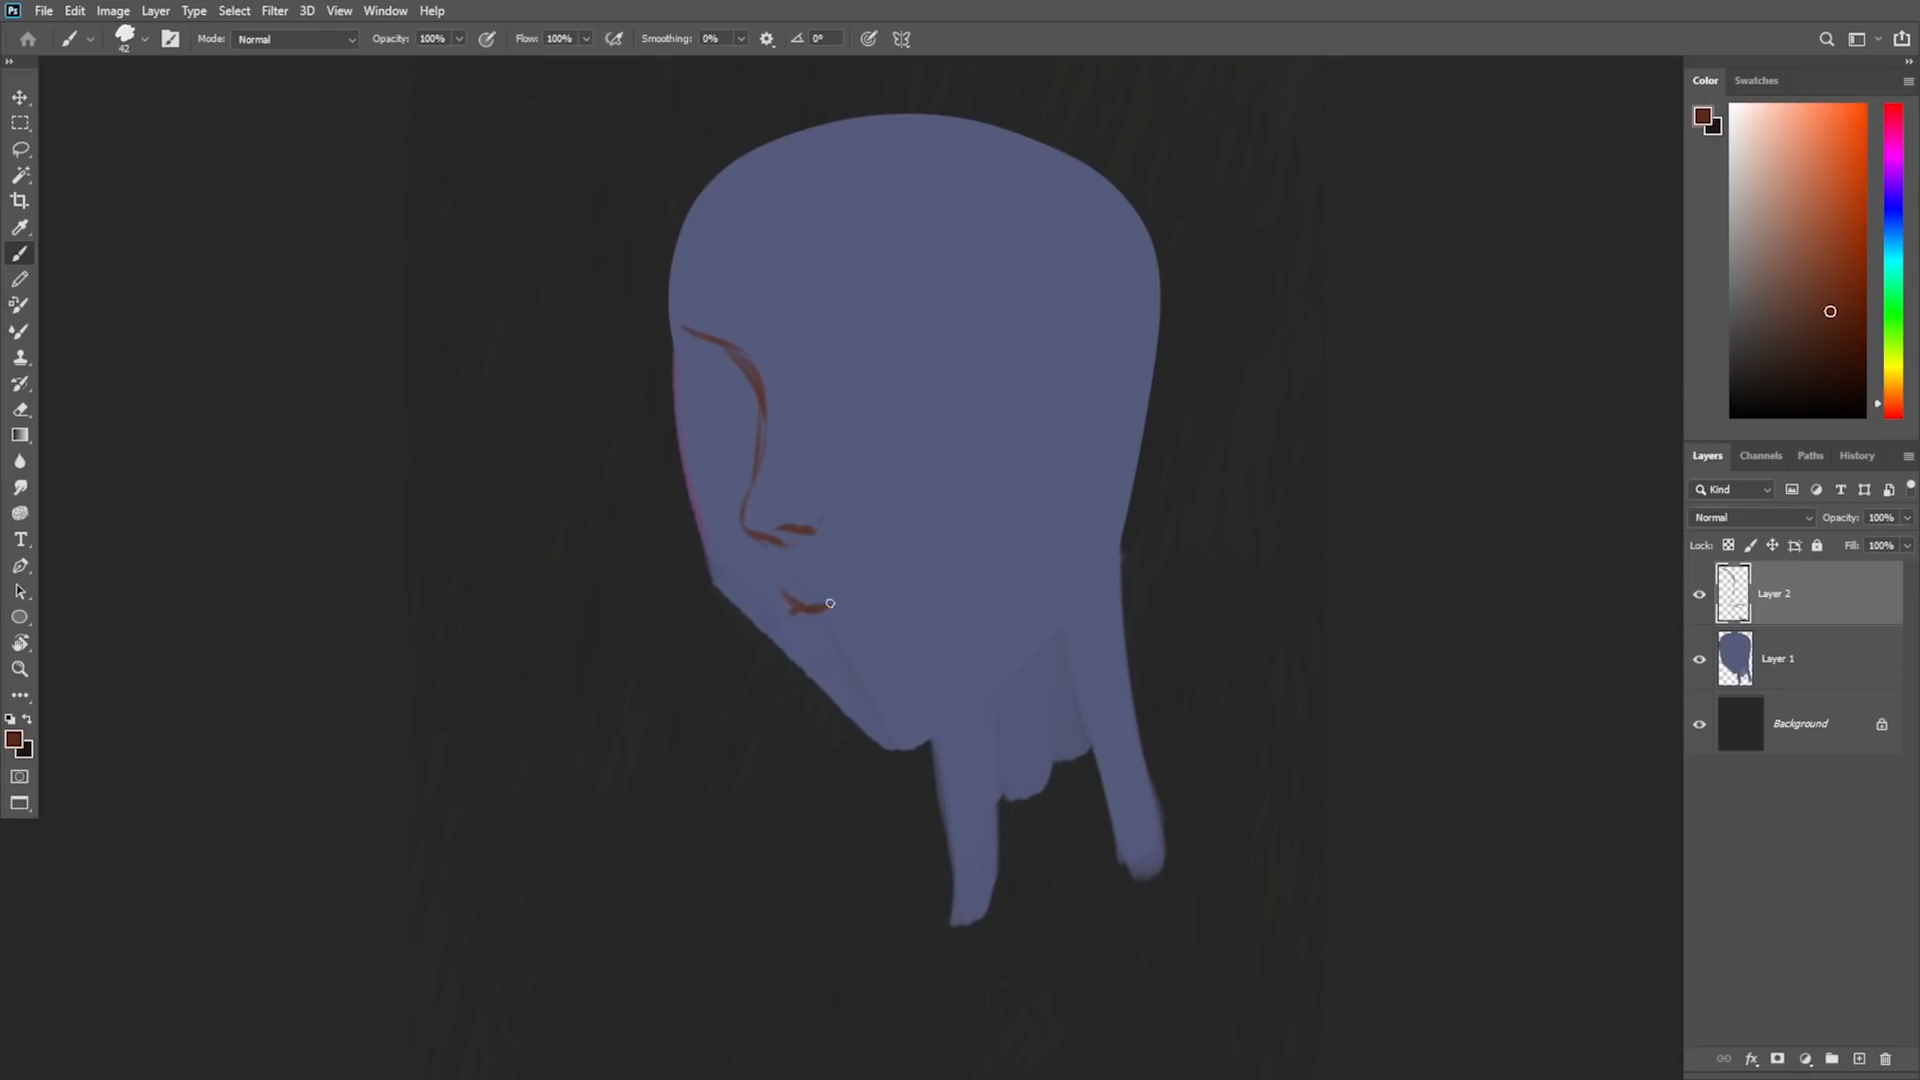 Ps File Edit Image Layer Type Select Filter 3D View Window Help
42 Mode: Normal Opacity: 100% Flow: 100% Smoothing: 0% 0°
Color Swatches
Layers Channels Paths History
Kind
Normal Opacity: 100%
Lock: Fill: 100%
Layer 2
Layer 1
Background